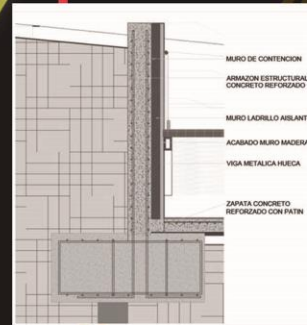 MURO DE CONTENCION
ARMAZON ESTRUCTURAL
CONCRETO REFORZADO
MURO LADRILLO AISLANT
ACABADO MURO MADERA
VIGA METALICA HUECA
ZAPATA CONCRETO
REFORZADO CON PATIN